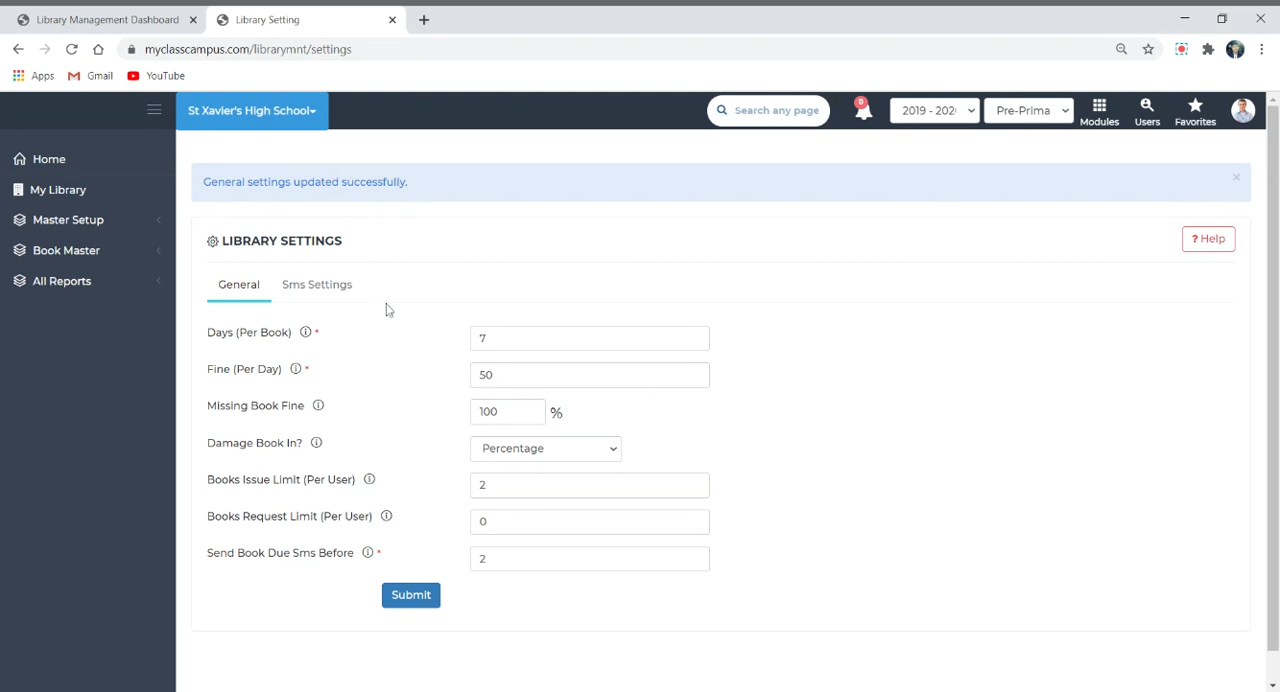 Library Management Dashboard
Library Setting
myclasscampus.com/librarymnt/settings
Apps
Gmail
YouTube
St Xavier's High School
Search any page
0
2019 - 202
Pre-Prima
Modules
Users
Favorites
Home
My Library
Master Setup
Book Master
All Reports
General settings updated successfully.
LIBRARY SETTINGS
? Help
General
Sms Settings
Days (Per Book) *
7
Fine (Per Day) *
50
Missing Book Fine
100 %
Damage Book In?
Percentage
Books Issue Limit (Per User)
2
Books Request Limit (Per User)
0
Send Book Due Sms Before *
2
Submit